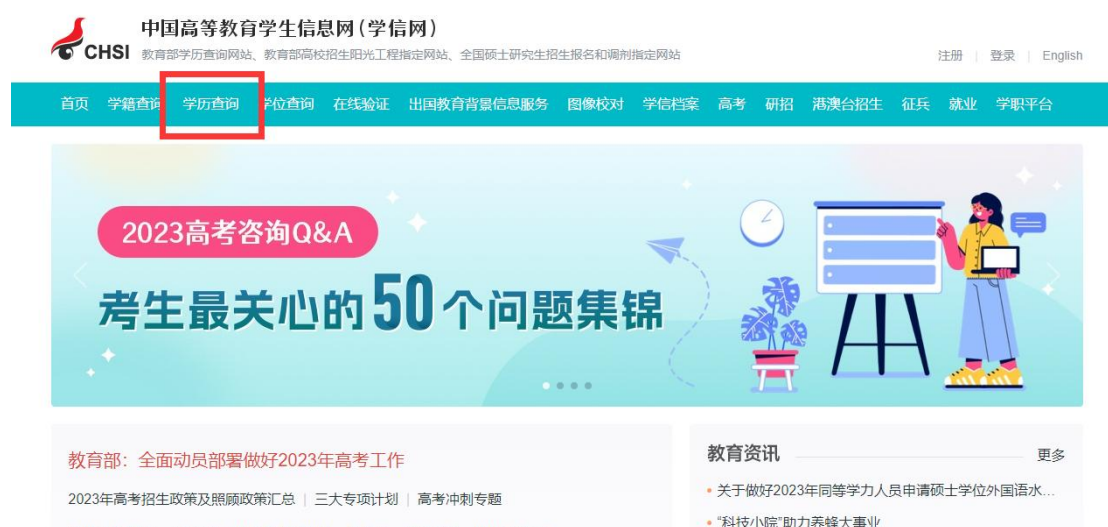 中国高等教育学生信息网(学信网)
CHSI 教育部学历查询网站、教育部高校招生阳光工程指定网站、全国硕士研究生招生报名和调剂指定网站
注册 | 登录 | English
首页 学籍查询 学历查询 学位查询 在线验证 出国教育背景信息服务 图像校对 学信档案 高考 研招 港澳台招生 征兵 就业 学职平台
2023高考咨询Q&A
考生最关心的50个问题集锦
教育部：全面动员部署做好2023年高考工作
2023年高考招生政策及照顾政策汇总 | 三大专项计划 | 高考冲刺专题
教育资讯 更多
• 关于做好2023年同等学力人员申请硕士学位外国语水...
• “科技小院”助力养蜂大事业